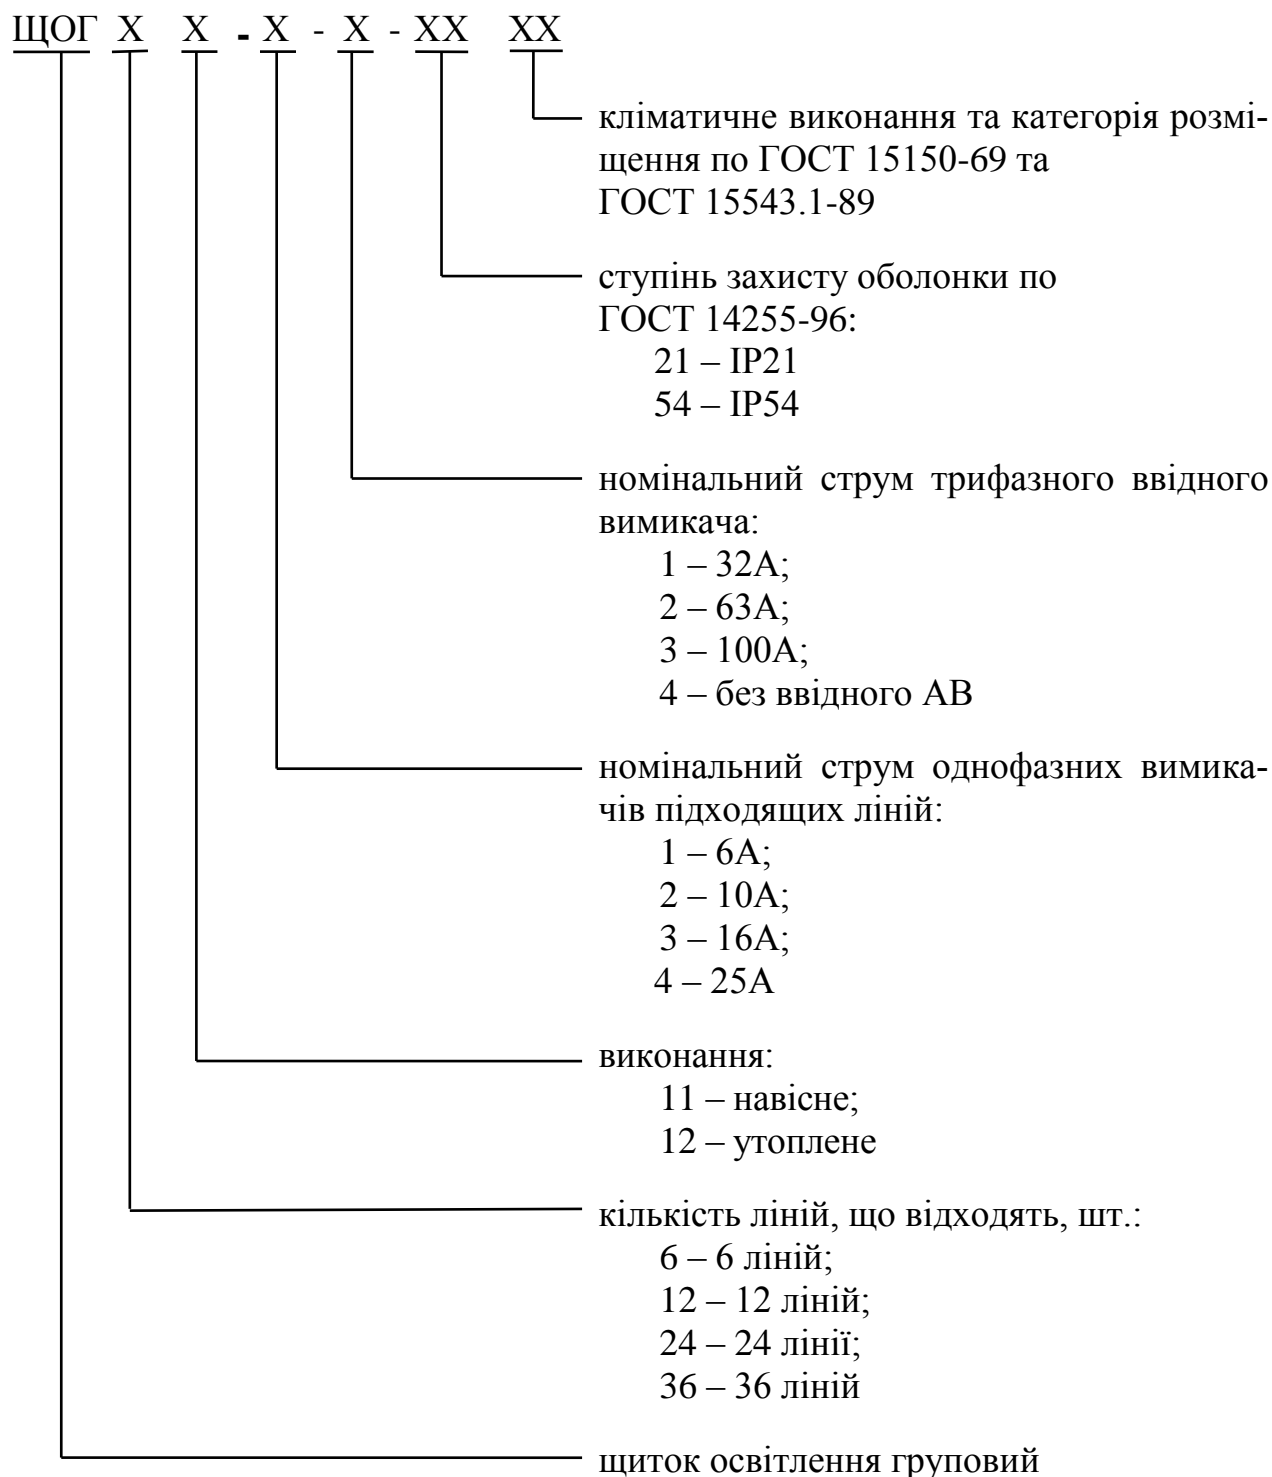 ЩОГ Х Х - Х - Х - ХХ ХХ
кліматичне виконання та категорія розмі-
щення по ГОСТ 15150-69 та
ГОСТ 15543.1-89
ступінь захисту оболонки по
ГОСТ 14255-96:
21 – IP21
54 – IP54
номінальний струм трифазного ввідного
вимикача:
1 – 32А;
2 – 63А;
3 – 100А;
4 – без ввідного АВ
номінальний струм однофазних вимика-
чів підходящих ліній:
1 – 6А;
2 – 10А;
3 – 16А;
4 – 25А
виконання:
11 – навісне;
12 – утоплене
кількість ліній, що відходять, шт.:
6 – 6 ліній;
12 – 12 ліній;
24 – 24 лінії;
36 – 36 ліній
щиток освітлення груповий